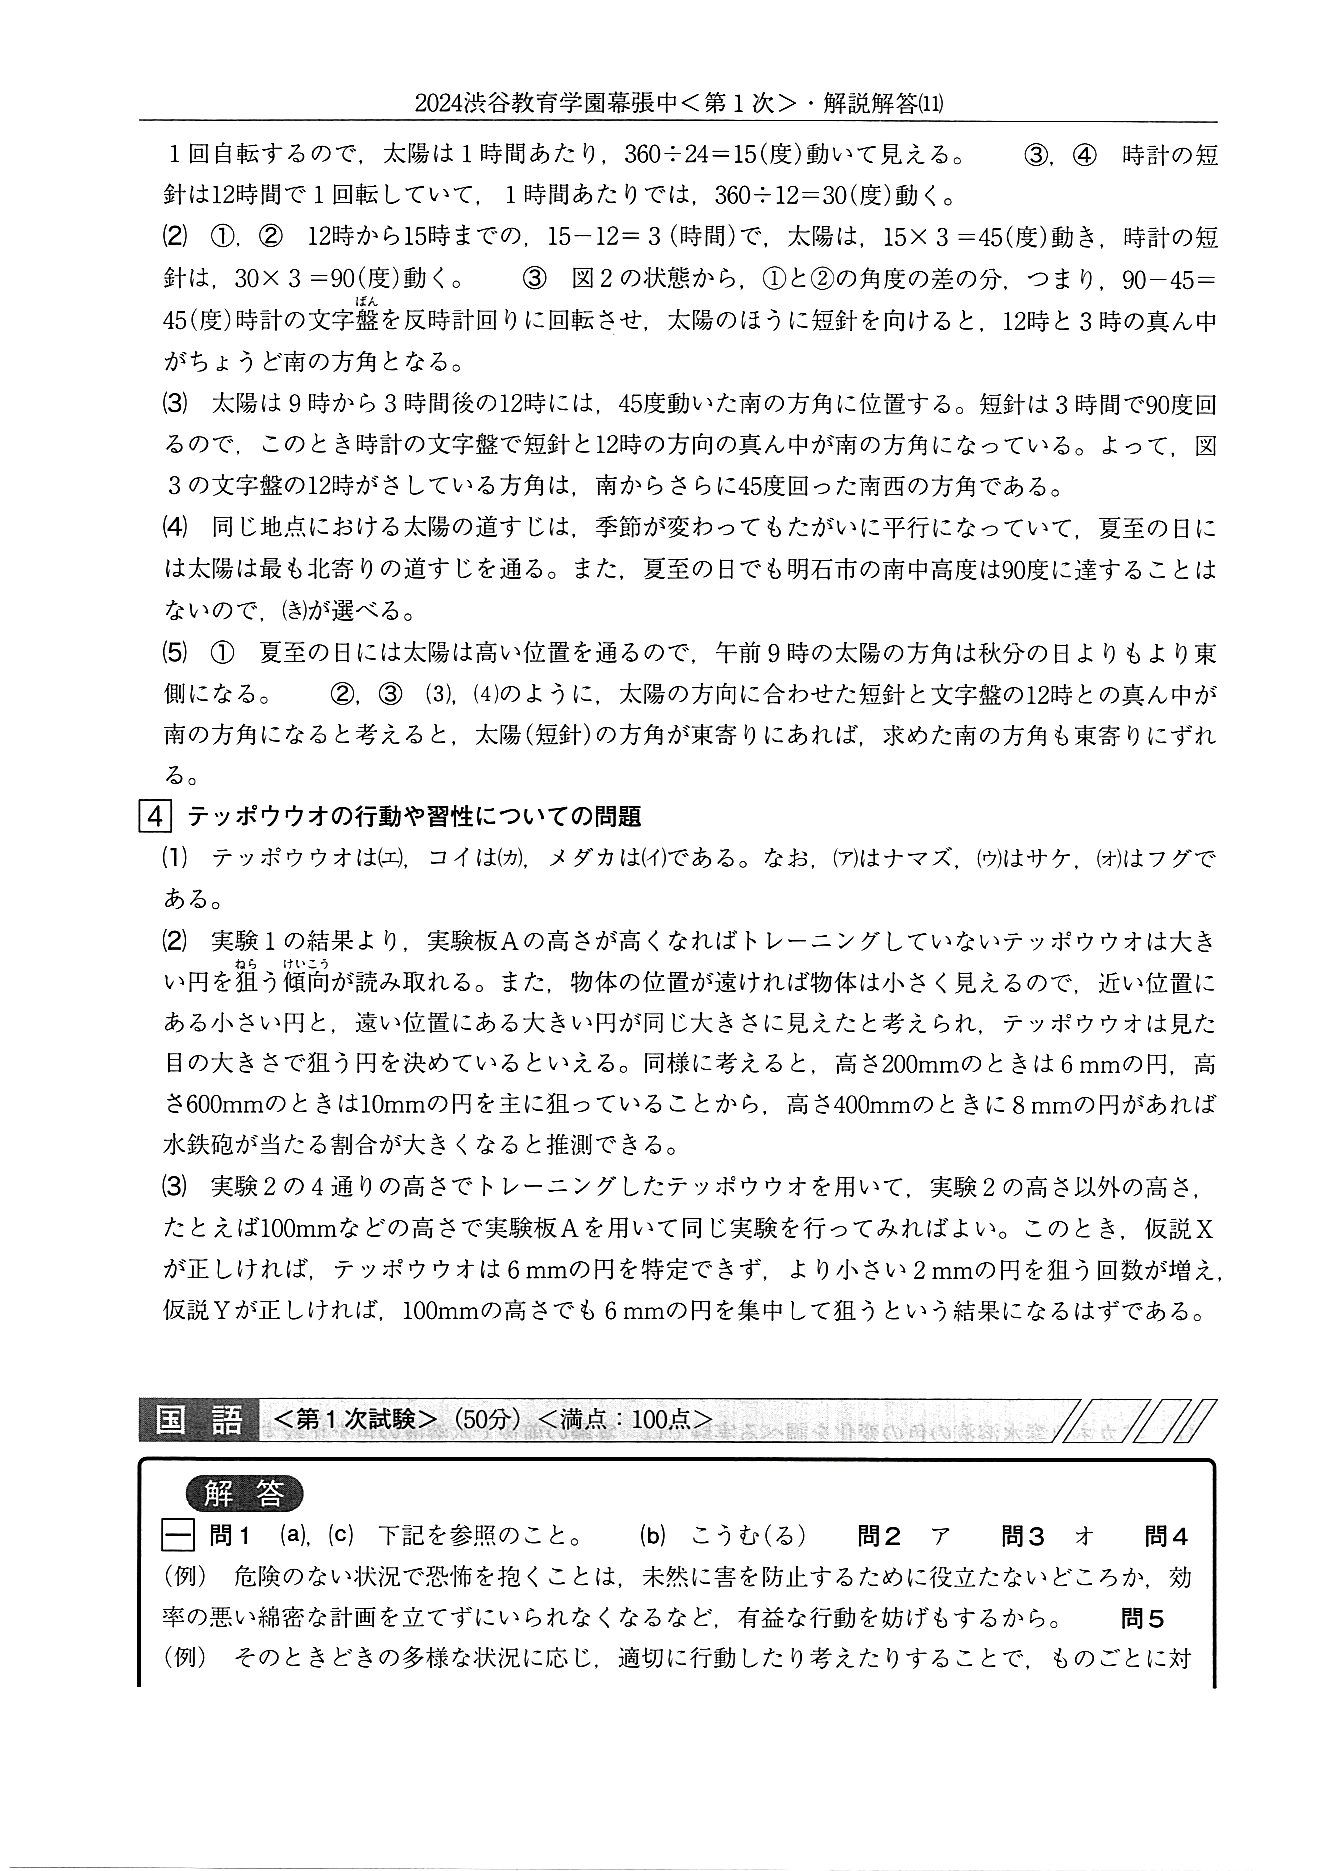 2024渋谷教育学園幕張中＜第１次＞・解説解答⑾
１回自転するので，太陽は１時間あたり，360÷24＝15(度)動いて見える。　③，④　時計の短
針は12時間で１回転していて，１時間あたりでは，360÷12＝30(度)動く。
⑵　①，②　12時から15時までの，15－12＝３(時間)で，太陽は，15×３＝45(度)動き，時計の短
針は，30×３＝90(度)動く。　③　図２の状態から，①と②の角度の差の分，つまり，90－45＝
ばん
45(度)時計の文字盤を反時計回りに回転させ，太陽のほうに短針を向けると，12時と３時の真ん中
がちょうど南の方角となる。
⑶　太陽は９時から３時間後の12時には，45度動いた南の方角に位置する。短針は３時間で90度回
るので，このとき時計の文字盤で短針と12時の方向の真ん中が南の方角になっている。よって，図
３の文字盤の12時がさしている方角は，南からさらに45度回った南西の方角である。
⑷　同じ地点における太陽の道すじは，季節が変わってもたがいに平行になっていて，夏至の日に
は太陽は最も北寄りの道すじを通る。また，夏至の日でも明石市の南中高度は90度に達することは
ないので，(き)が選べる。
⑸　①　夏至の日には太陽は高い位置を通るので，午前９時の太陽の方角は秋分の日よりもより東
側になる。　②，③　⑶，⑷のように，太陽の方向に合わせた短針と文字盤の12時との真ん中が
南の方角になると考えると，太陽(短針)の方角が東寄りにあれば，求めた南の方角も東寄りにずれ
る。
4　テッポウウオの行動や習性についての問題
⑴　テッポウウオは(エ)，コイは(カ)，メダカは(イ)である。なお，(ア)はナマズ，(ウ)はサケ，(オ)はフグで
ある。
⑵　実験１の結果より，実験板Ａの高さが高くなればトレーニングしていないテッポウウオは大き
ねら　けいこう
い円を狙う傾向が読み取れる。また，物体の位置が遠ければ物体は小さく見えるので，近い位置に
ある小さい円と，遠い位置にある大きい円が同じ大きさに見えたと考えられ，テッポウウオは見た
目の大きさで狙う円を決めているといえる。同様に考えると，高さ200mmのときは６mmの円，高
さ600mmのときは10mmの円を主に狙っていることから，高さ400mmのときに８mmの円があれば
水鉄砲が当たる割合が大きくなると推測できる。
⑶　実験２の４通りの高さでトレーニングしたテッポウウオを用いて，実験２の高さ以外の高さ，
たとえば100mmなどの高さで実験板Ａを用いて同じ実験を行ってみればよい。このとき，仮説Ｘ
が正しければ，テッポウウオは６mmの円を特定できず，より小さい２mmの円を狙う回数が増え，
仮説Ｙが正しければ，100mmの高さでも６mmの円を集中して狙うという結果になるはずである。
国　語　＜第１次試験＞（50分）＜満点：100点＞
解　答
一　問１　(a)，(c)　下記を参照のこと。　(b)　こうむ(る)　問２　ア　問３　オ　問４
（例）　危険のない状況で恐怖を抱くことは，未然に害を防止するために役立たないどころか，効
率の悪い綿密な計画を立てずにいられなくなるなど，有益な行動を妨げもするから。　問５
（例）　そのときどきの多様な状況に応じ，適切に行動したり考えたりすることで，ものごとに対